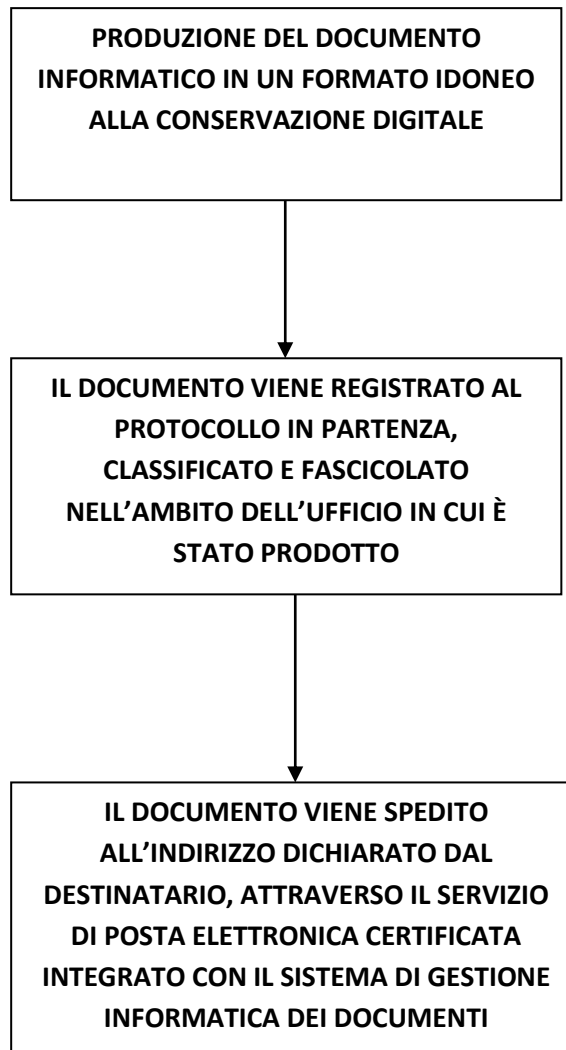 PRODUZIONE DEL DOCUMENTO
INFORMATICO IN UN FORMATO IDONEO
ALLA CONSERVAZIONE DIGITALE
IL DOCUMENTO VIENE REGISTRATO AL
PROTOCOLLO IN PARTENZA,
CLASSIFICATO E FASCICOLATO
NELL’AMBITO DELL’UFFICIO IN CUI È
STATO PRODOTTO
IL DOCUMENTO VIENE SPEDITO
ALL’INDIRIZZO DICHIARATO DAL
DESTINATARIO, ATTRAVERSO IL SERVIZIO
DI POSTA ELETTRONICA CERTIFICATA
INTEGRATO CON IL SISTEMA DI GESTIONE
INFORMATICA DEI DOCUMENTI